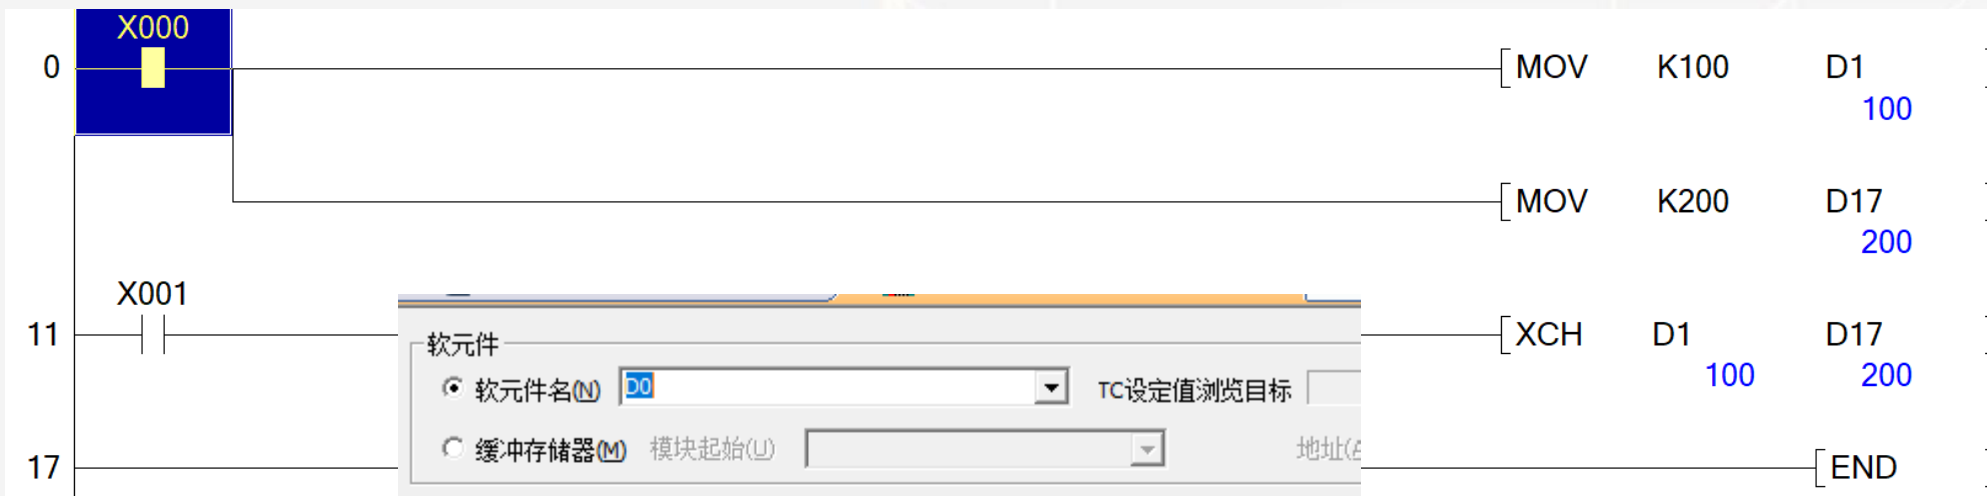 X000
0 MOV K100 D1
100
MOV K200 D17
200
X001
11 XCH D1 D17
100 200
软元件
软元件名(N) D0 TC设定值浏览目标
缓冲存储器(M) 模块起始(U) 地址(A
17 END